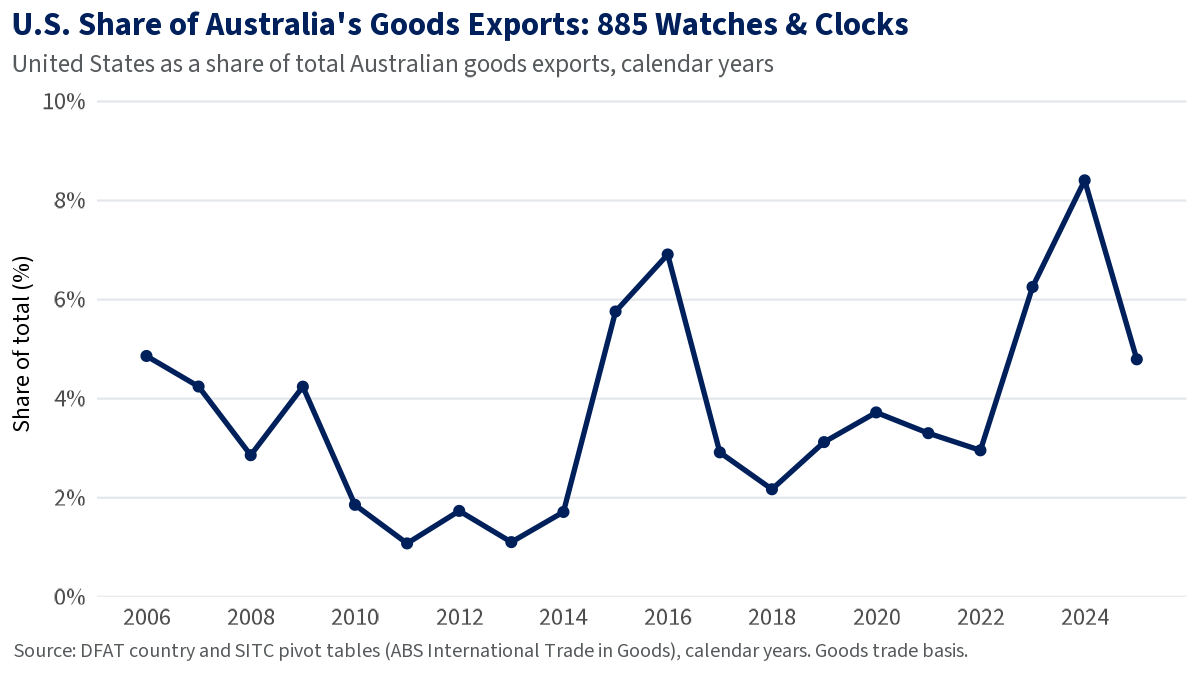 U.S. Share of Australia's Goods Exports: 885 Watches & Clocks
United States as a share of total Australian goods exports, calendar years
10%
8%
6%
4%
2%
0%
Share of total (%)
2006 2008 2010 2012 2014 2016 2018 2020 2022 2024
Source: DFAT country and SITC pivot tables (ABS International Trade in Goods), calendar years. Goods trade basis.